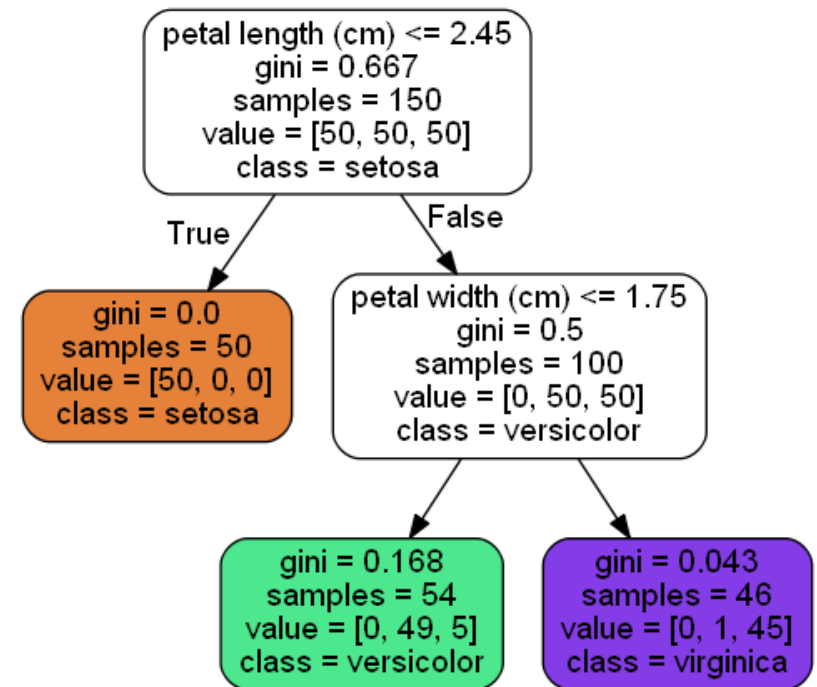 petal length (cm) <= 2.45
gini = 0.667
samples = 150
value = [50, 50, 50]
class = setosa
True
False
gini = 0.0
samples = 50
value = [50, 0, 0]
class = setosa
petal width (cm) <= 1.75
gini = 0.5
samples = 100
value = [0, 50, 50]
class = versicolor
gini = 0.168
samples = 54
value = [0, 49, 5]
class = versicolor
gini = 0.043
samples = 46
value = [0, 1, 45]
class = virginica